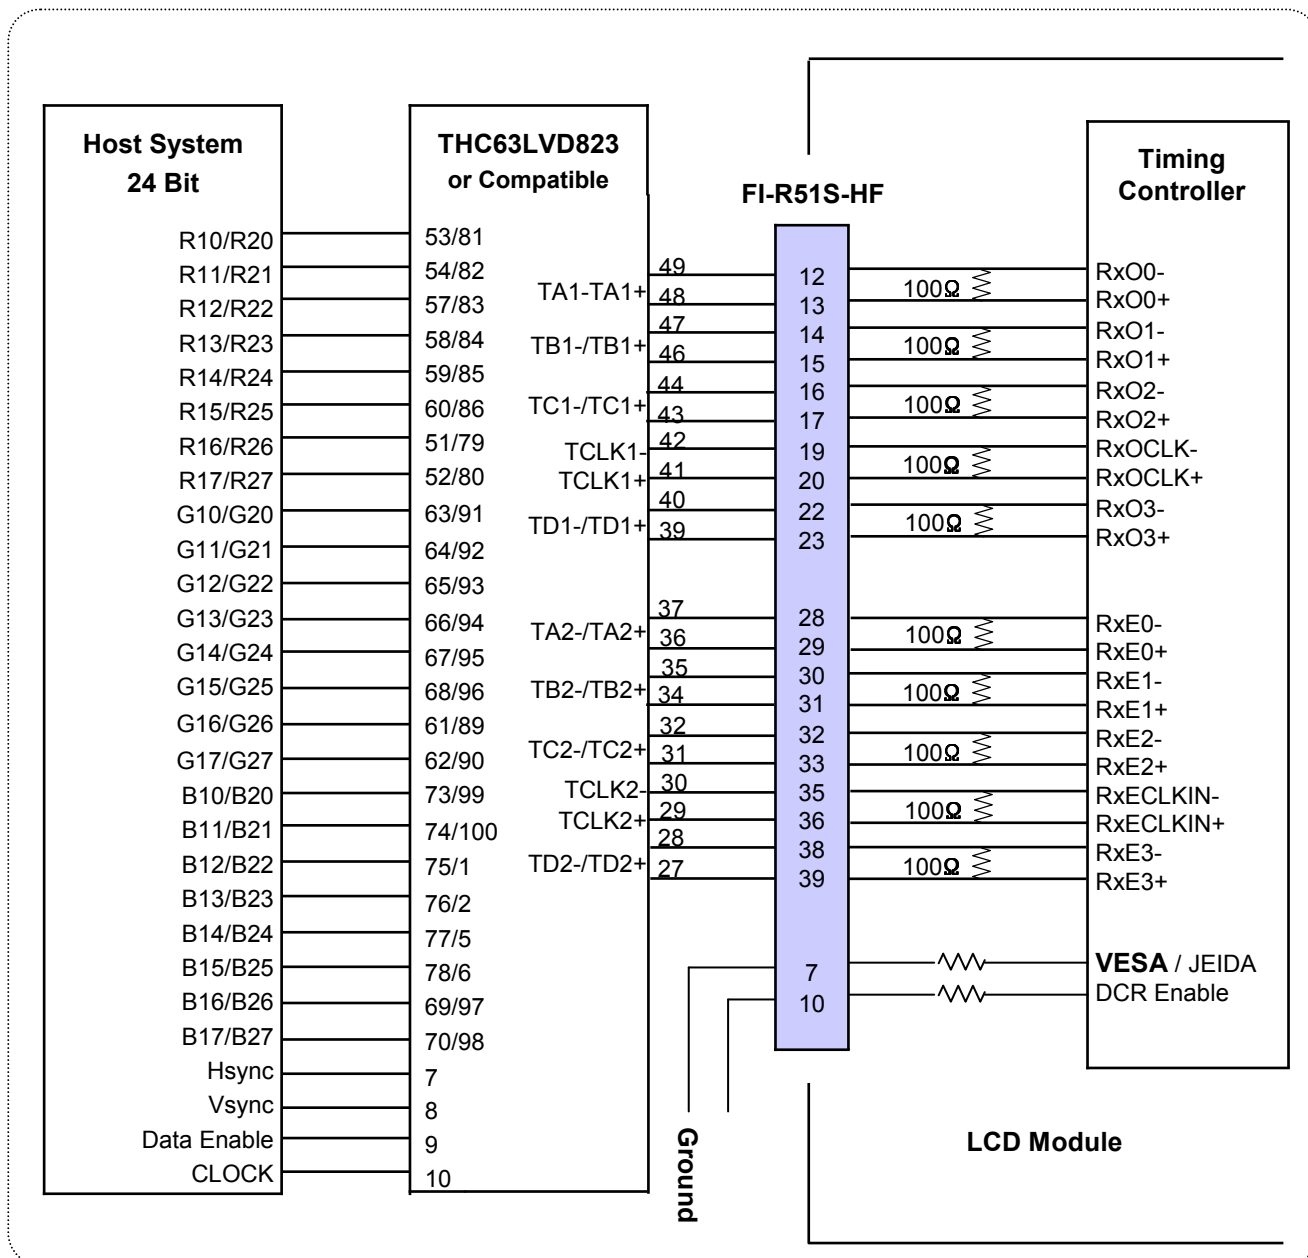 Host System
24 Bit
R10/R20
R11/R21
R12/R22
R13/R23
R14/R24
R15/R25
R16/R26
R17/R27
G10/G20
G11/G21
G12/G22
G13/G23
G14/G24
G15/G25
G16/G26
G17/G27
B10/B20
B11/B21
B12/B22
B13/B23
B14/B24
B15/B25
B16/B26
B17/B27
Hsync
Vsync
Data Enable
CLOCK
THC63LVD823
or Compatible
53/81
54/82
57/83
58/84
59/85
60/86
51/79
52/80
63/91
64/92
65/93
66/94
67/95
68/96
61/89
62/90
73/99
74/100
75/1
76/2
77/5
78/6
69/97
70/98
7
8
9
10
TA1-TA1+
TB1-/TB1+
TC1-/TC1+
TCLK1-
TCLK1+
TD1-/TD1+
TA2-/TA2+
TB2-/TB2+
TC2-/TC2+
TCLK2-
TCLK2+
TD2-/TD2+
49
48
47
46
44
43
42
41
40
39
37
36
35
34
32
31
30
29
28
27
FI-R51S-HF
12
13
14
15
16
17
19
20
22
23
28
29
30
31
32
33
35
36
38
39
7
10
Ground
100Ω
100Ω
100Ω
100Ω
100Ω
100Ω
100Ω
100Ω
100Ω
100Ω
Timing
Controller
RxO0-
RxO0+
RxO1-
RxO1+
RxO2-
RxO2+
RxOCLK-
RxOCLK+
RxO3-
RxO3+
RxE0-
RxE0+
RxE1-
RxE1+
RxE2-
RxE2+
RxECLKIN-
RxECLKIN+
RxE3-
RxE3+
VESA / JEIDA
DCR Enable
LCD Module